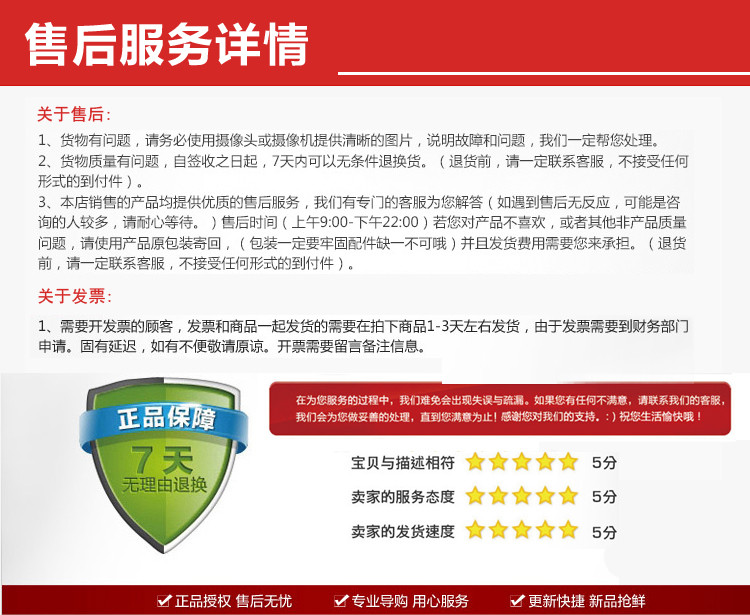 售后服务详情
关于售后：
1、货物有问题，请务必使用摄像头或摄像机提供清晰的图片，说明故障和问题，我们一定帮您处理。
2、货物质量有问题，自签收之日起，7天内可以无条件退换货。（退货前，请一定联系客服，不接受任何
形式的到付件）。
3、本店销售的产品均提供优质的售后服务，我们有专门的客服为您解答（如遇到售后无反应，可能是咨
询的人较多，请耐心等待。）售后时间（上午9:00-下午22:00）若您对产品不喜欢，或者其他非产品质量
问题，请使用产品原包装寄回，（包装一定要牢固配件缺一不可哦）并且发货费用需要您来承担。（退货
前，请一定联系客服，不接受任何形式的到付件）。
关于发票：
1、需要开发票的顾客，发票和商品一起发货的需要在拍下商品1-3天左右发货，由于发票需要到财务部门
申请。固有延迟，如有不便敬请原谅。开票需要留言备注信息。
正品保障
7天
无理由退换
在为您服务的过程中，我们难免会出现失误与疏漏。如果您有任何不满意，请联系我们的客服，
我们会为您做妥善的处理，直到您满意为止！感谢您对我们的支持。：）祝您生活愉快哦！
宝贝与描述相符 5分
卖家的服务态度 5分
卖家的发货速度 5分
正品授权 售后无忧 专业导购 用心服务 更新快捷 新品抢鲜